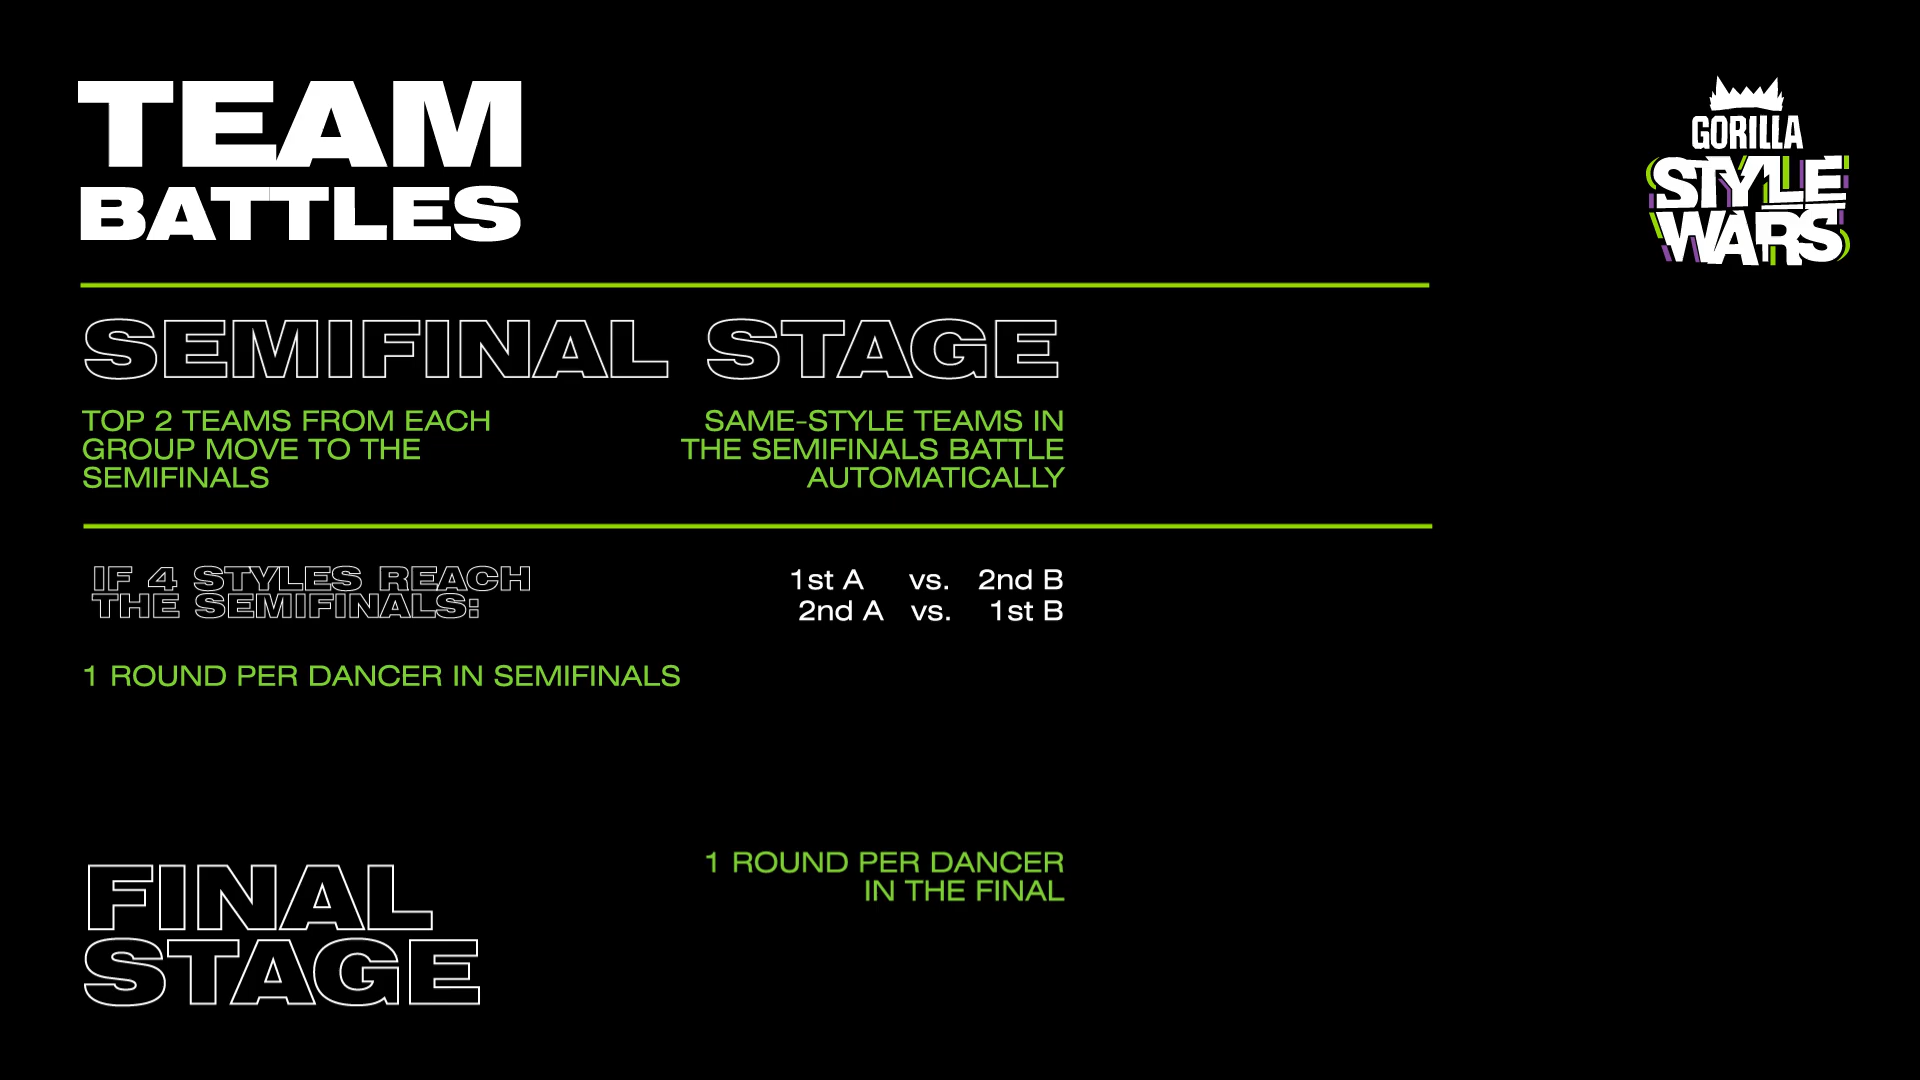 TEAM
BATTLES
GORILLA
STYLE
WARS
SEMIFINAL STAGE
TOP 2 TEAMS FROM EACH
GROUP MOVE TO THE
SEMIFINALS
SAME-STYLE TEAMS IN
THE SEMIFINALS BATTLE
AUTOMATICALLY
IF 4 STYLES REACH
THE SEMIFINALS:
1st A vs. 2nd B
2nd A vs. 1st B
1 ROUND PER DANCER IN SEMIFINALS
FINAL
STAGE
1 ROUND PER DANCER
IN THE FINAL